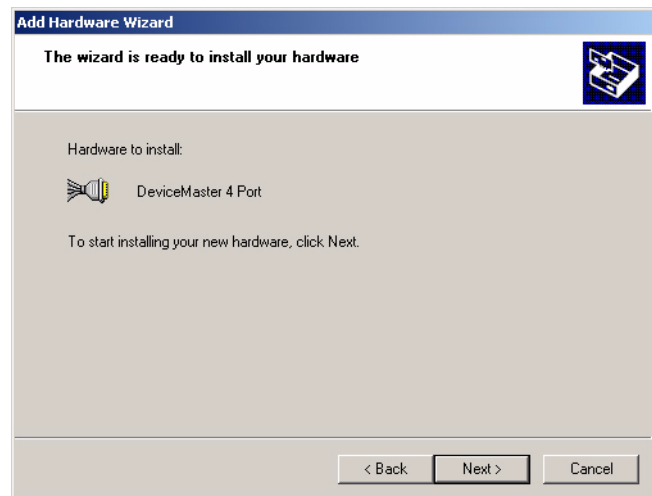 Add Hardware Wizard
The wizard is ready to install your hardware
Hardware to install:
DeviceMaster 4 Port
To start installing your new hardware, click Next.
< Back
Next >
Cancel